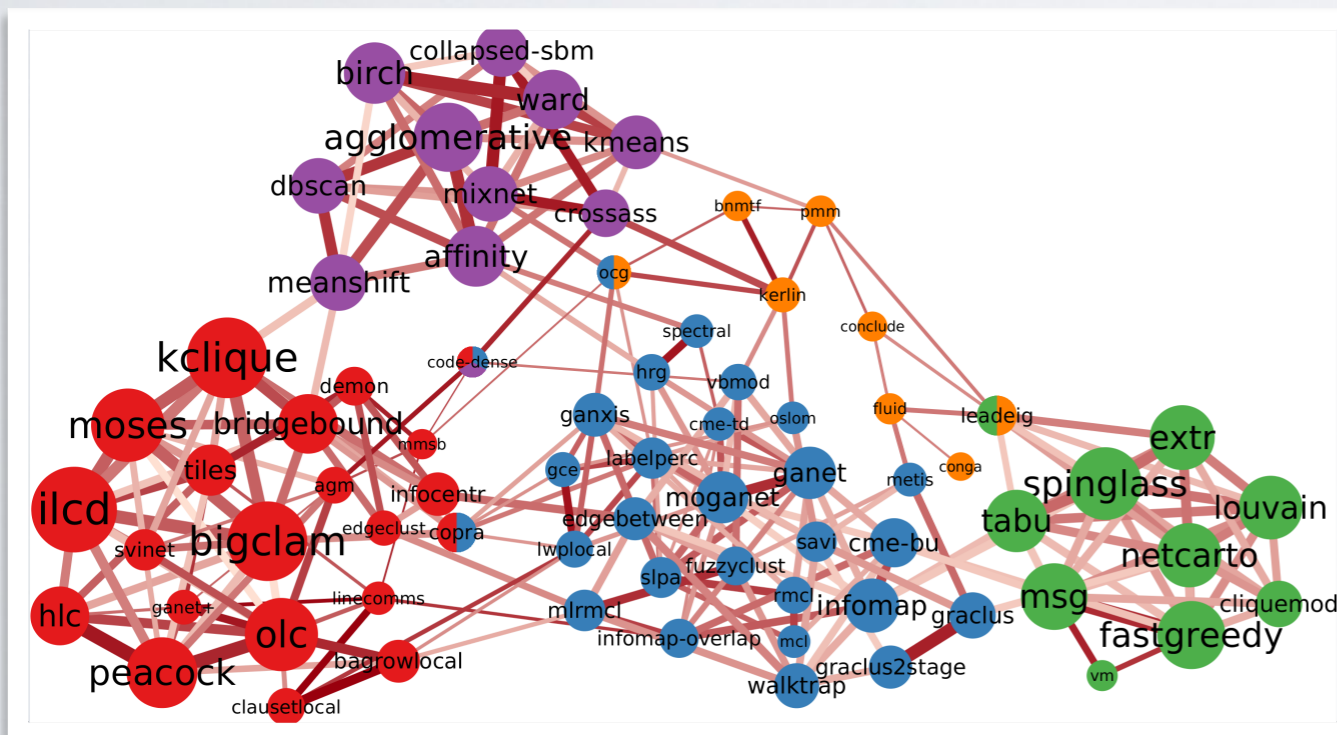 collapsed-sbm
birch
ward
agglomerative
kmeans
dbscan
mixnet
crossass
bnmtf
pmm
affinity
meanshift
ocg
kerlin
spectral
conclude
kclique
code-dense
hrg
vbmod
demon
moses
bridgebound
ganxis
cme-td
oslom
fluid
leadeig
mmsb
extr
tiles
agm
infocentr
gce
labelperc
ganet
conga
metis
spinglass
moganet
ilcd
louvain
tabu
edgeclust
copra
edgebetween
bigclam
svinet
lwplocal
savi
cme-bu
netcarto
fuzzyclust
slpa
linecomms
rmcl
msg
cliquemod
hlc
ganet+
mlrmcl
infomap
graclus
olc
infomap-overlap
mcl
fastgreedy
peacock
bagrowlocal
graclus2stage
vm
walktrap
clausetlocal